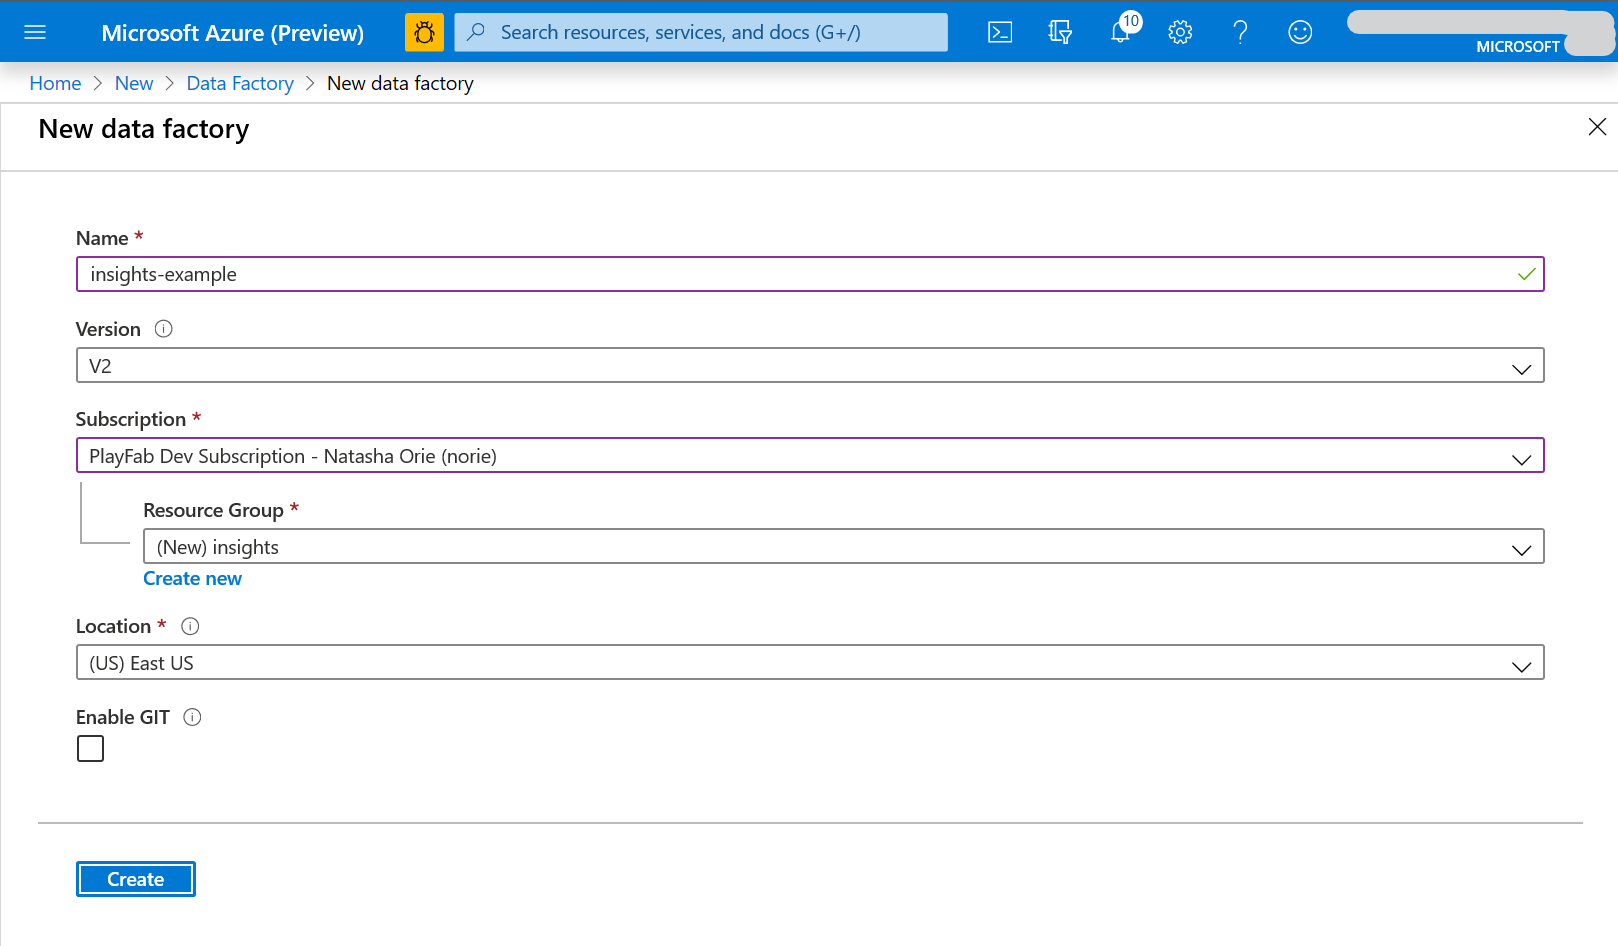 Microsoft Azure (Preview)
Search resources, services, and docs (G+/)
10
MICROSOFT
Home > New > Data Factory > New data factory
New data factory
Name *
insights-example
Version
V2
Subscription *
PlayFab Dev Subscription - Natasha Orie (norie)
Resource Group *
(New) insights
Create new
Location *
(US) East US
Enable GIT
Create